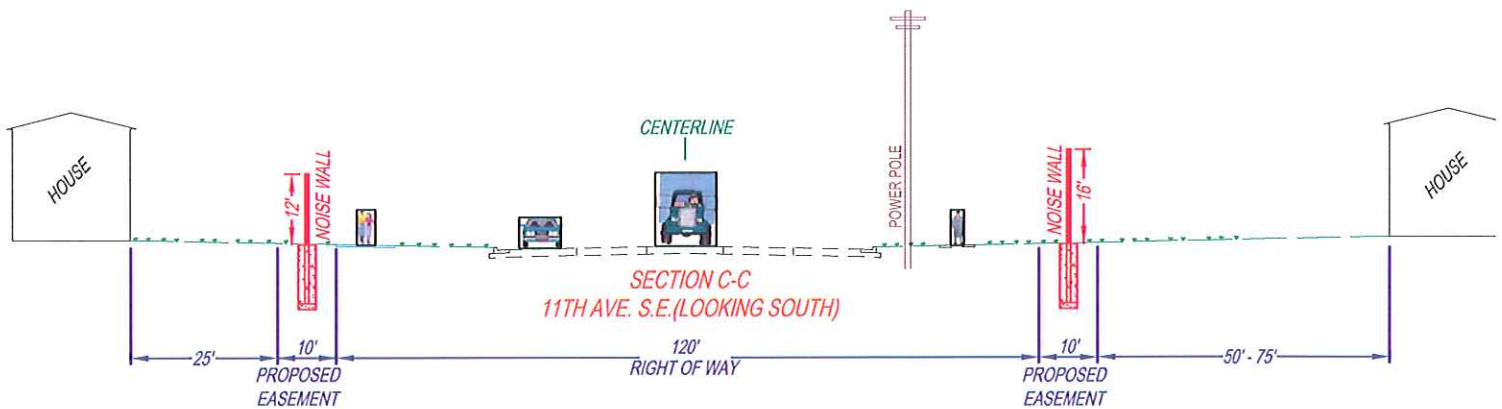 CENTERLINE
HOUSE
12'
NOISE WALL
POWER POLE
NOISE WALL
16'
HOUSE
SECTION C-C
11TH AVE. S.E.(LOOKING SOUTH)
25'
10'
PROPOSED
EASEMENT
120'
RIGHT OF WAY
10'
PROPOSED
EASEMENT
50' - 75'